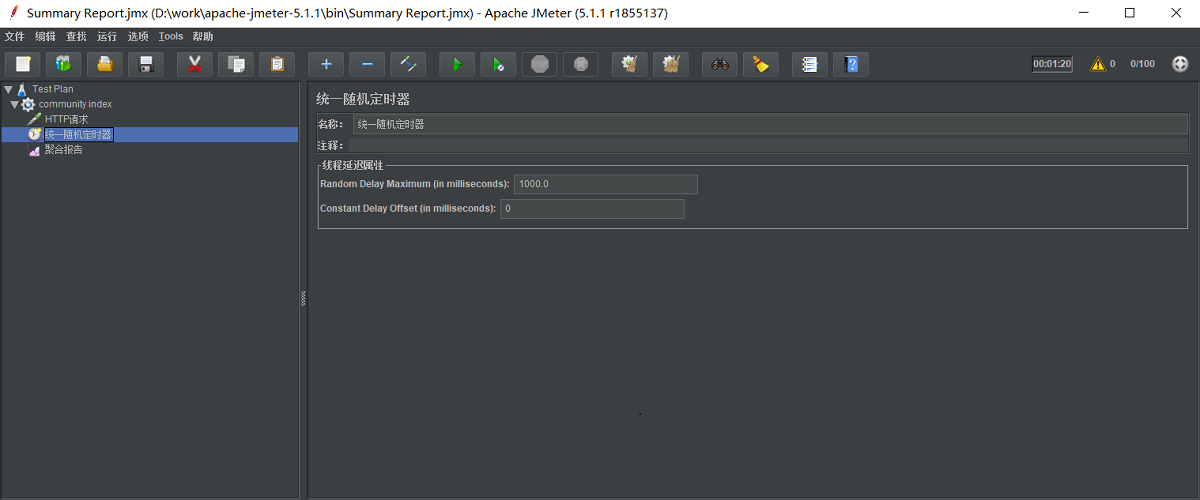 Summary Report.jmx (D:\work\apache-jmeter-5.1.1\bin\Summary Report.jmx) - Apache JMeter (5.1.1 r1855137)
文件 编辑 查找 运行 选项 Tools 帮助
00:01:20 0 0/100
Test Plan
community index
HTTP请求
统一随机定时器
聚合报告
统一随机定时器
名称： 统一随机定时器
注释：
线程延迟属性
Random Delay Maximum (in milliseconds): 1000.0
Constant Delay Offset (in milliseconds): 0